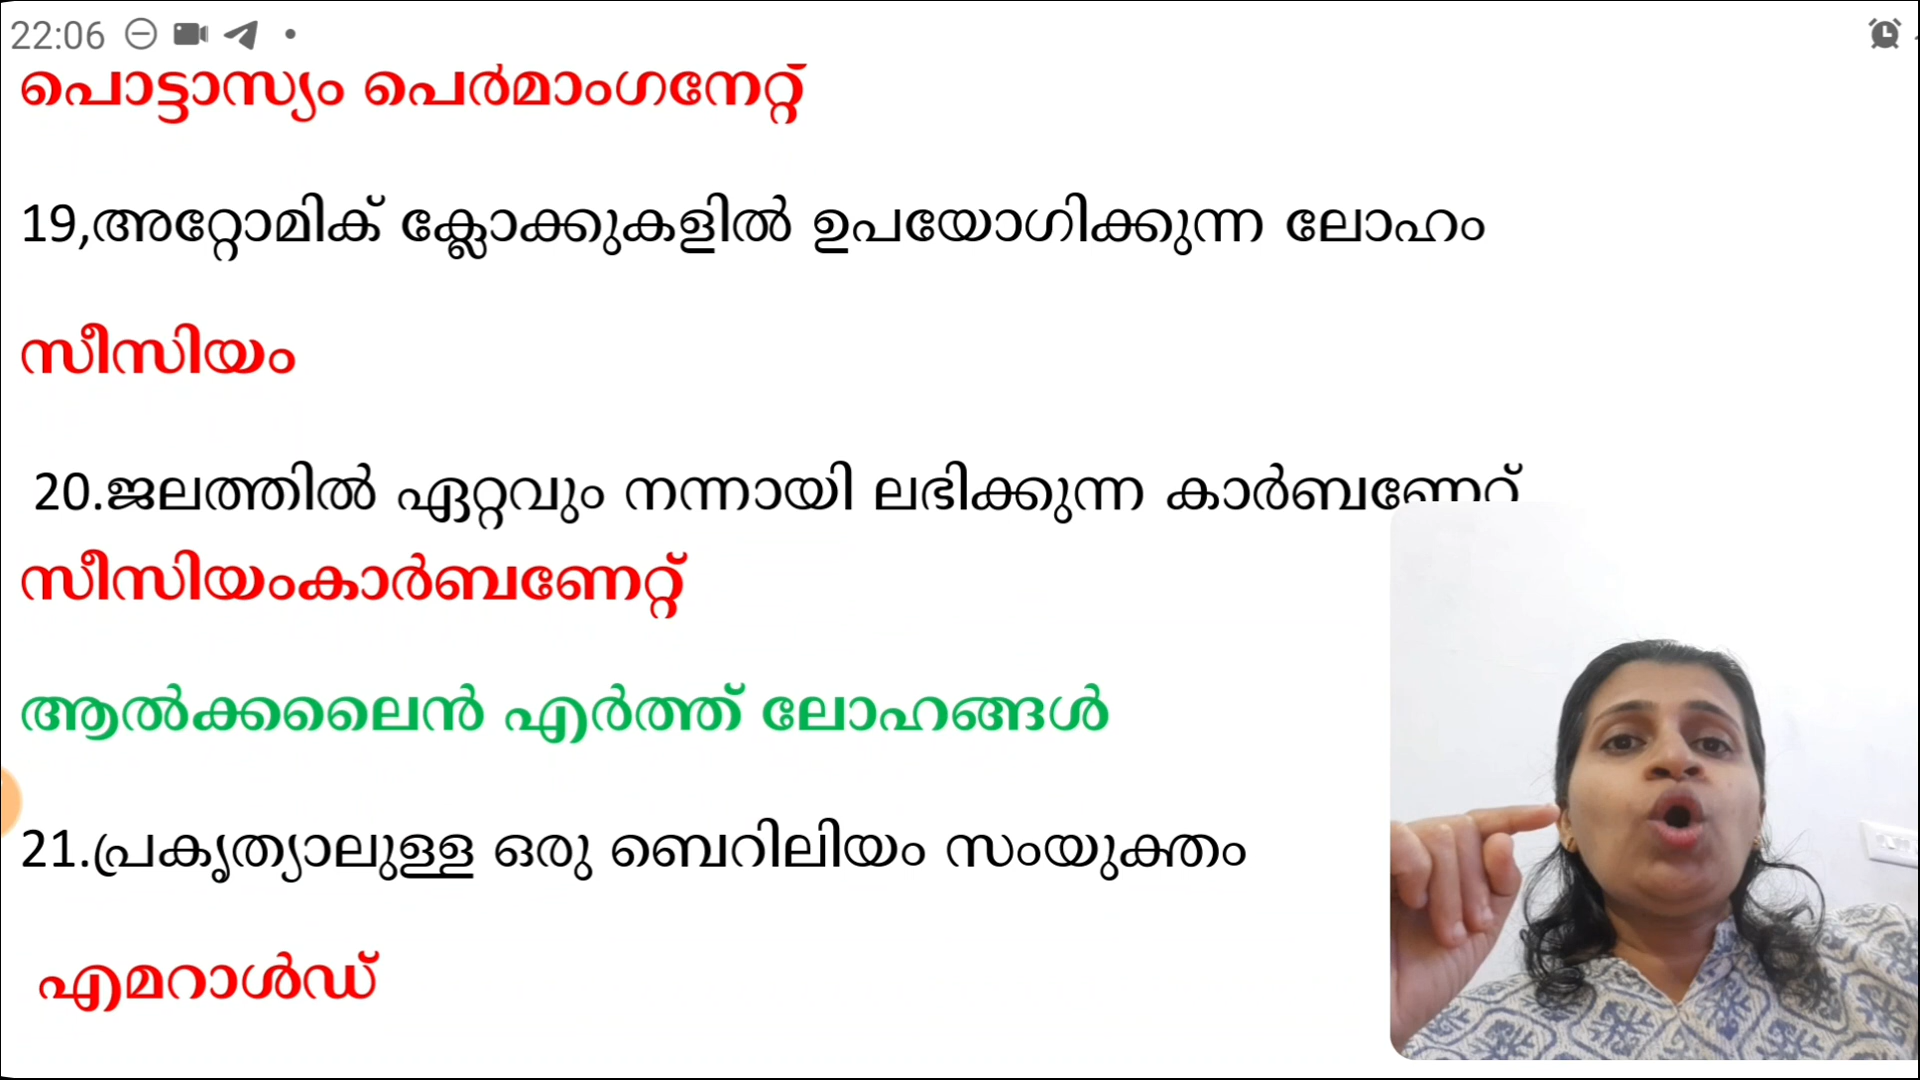 22:06
പൊട്ടാസ്യം പെർമാംഗനേറ്റ്
19,അറ്റോമിക് ക്ലോക്കുകളിൽ ഉപയോഗിക്കുന്ന ലോഹം
സീസിയം
20.ജലത്തിൽ ഏറ്റവും നന്നായി ലഭിക്കുന്ന കാർബണേറ്റ്
സീസിയംകാർബണേറ്റ്
ആൽക്കലൈൻ എർത്ത് ലോഹങ്ങൾ
21.പ്രകൃത്യാലുള്ള ഒരു ബെറിലിയം സംയുക്തം
എമറാൾഡ്